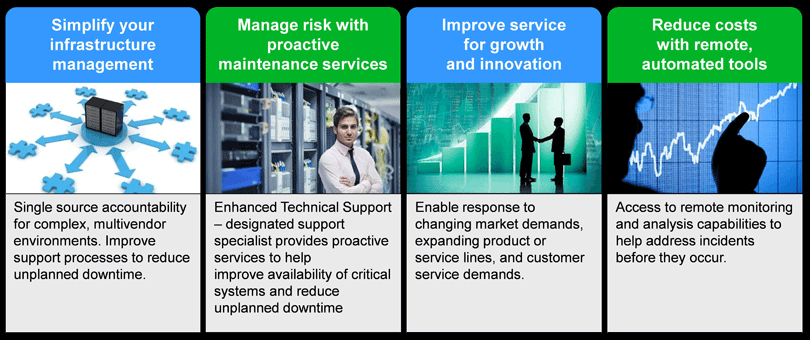 Simplify your
infrastructure
management
Single source accountability
for complex, multivendor
environments. Improve
support processes to reduce
unplanned downtime.
Manage risk with
proactive
maintenance services
Enhanced Technical Support
– designated support
specialist provides proactive
services to help
improve availability of critical
systems and reduce
unplanned downtime
Improve service
for growth
and innovation
Enable response to
changing market demands,
expanding product or
service lines, and customer
service demands.
Reduce costs
with remote,
automated tools
Access to remote monitoring
and analysis capabilities to
help address incidents
before they occur.